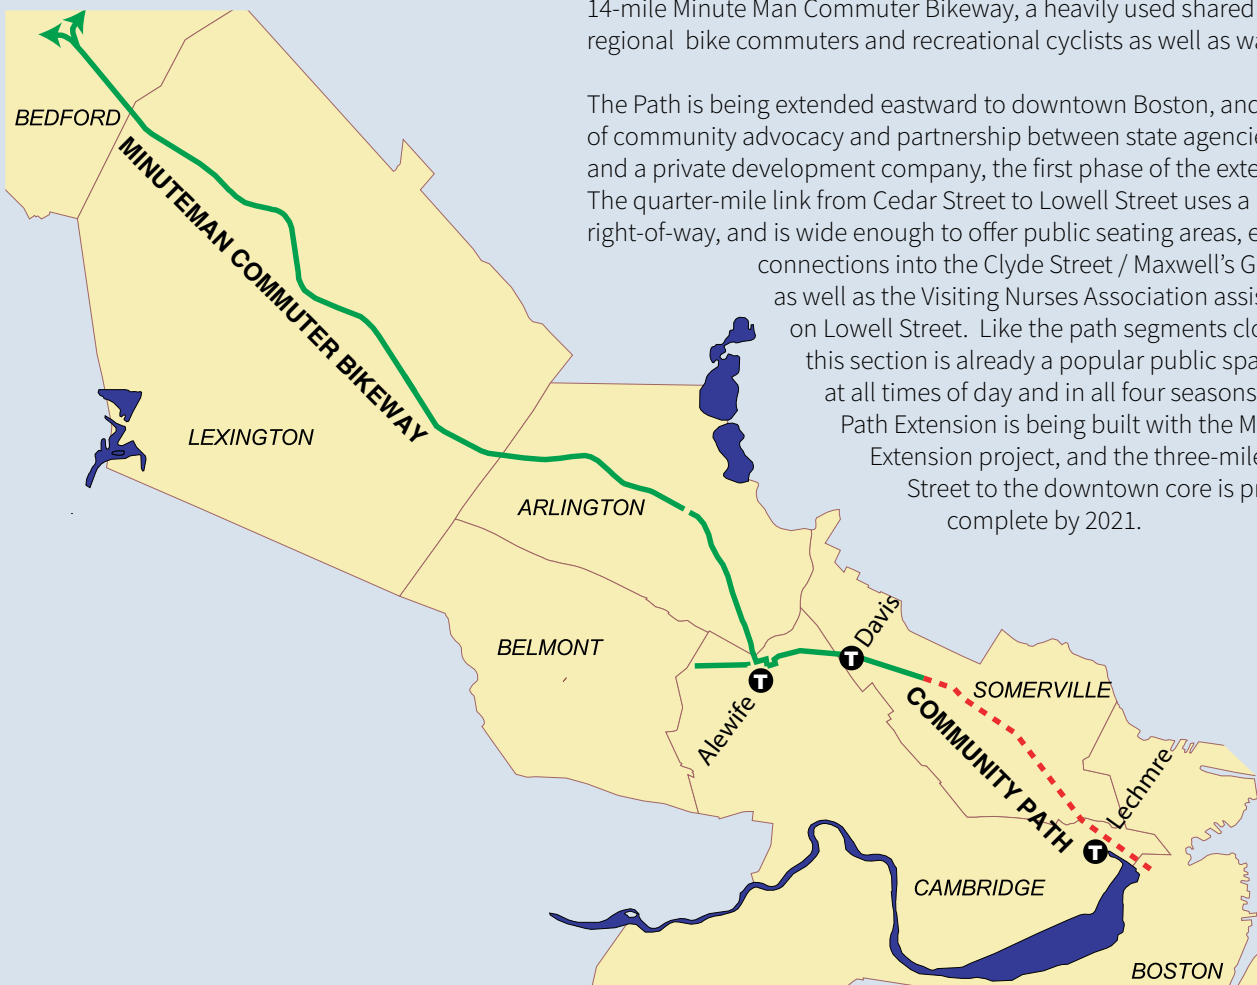 14-mile Minute Man Commuter Bikeway, a heavily used shared
regional bike commuters and recreational cyclists as well as wa
The Path is being extended eastward to downtown Boston, and
of community advocacy and partnership between state agencie
and a private development company, the first phase of the exte
The quarter-mile link from Cedar Street to Lowell Street uses a
right-of-way, and is wide enough to offer public seating areas, e
connections into the Clyde Street / Maxwell’s G
as well as the Visiting Nurses Association assis
on Lowell Street. Like the path segments clo
this section is already a popular public spa
at all times of day and in all four seasons
Path Extension is being built with the M
Extension project, and the three-mile
Street to the downtown core is pr
complete by 2021.
BEDFORD
MINUTEMAN COMMUTER BIKEWAY
LEXINGTON
ARLINGTON
BELMONT
T Davis
T Alewife
SOMERVILLE
COMMUNITY PATH
T Lechmre
CAMBRIDGE
BOSTON